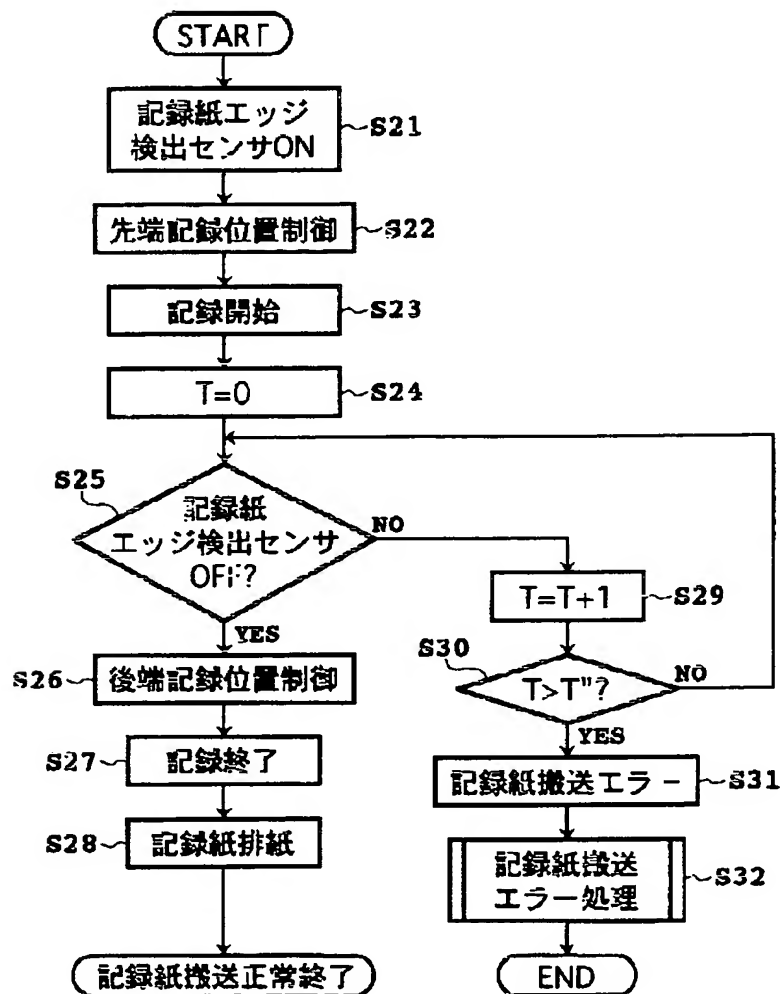 START
記録紙エッジ
検出センサON
S21
先端記録位置制御
S22
記録開始
S23
T=0
S24
S25
記録紙
エッジ検出センサ
OFF?
NO
YES
S26
後端記録位置制御
S27
記録終了
S28
記録紙排紙
記録紙搬送正常終了
T=T+1
S29
S30
T>T"?
NO
YES
記録紙搬送エラー
S31
記録紙搬送
エラー処理
S32
END